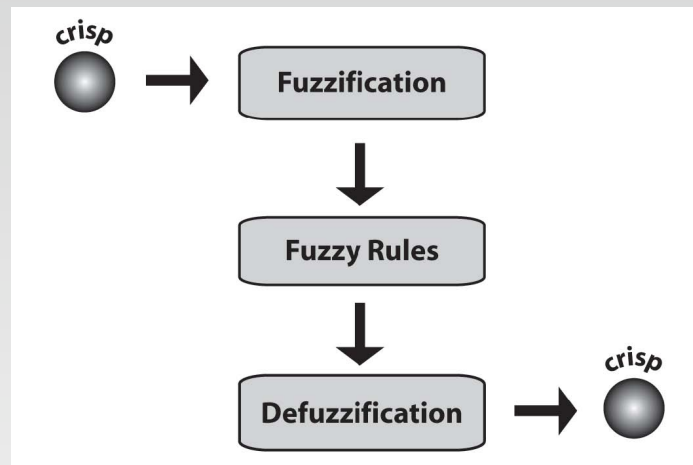 crisp
Fuzzification
Fuzzy Rules
crisp
Defuzzification